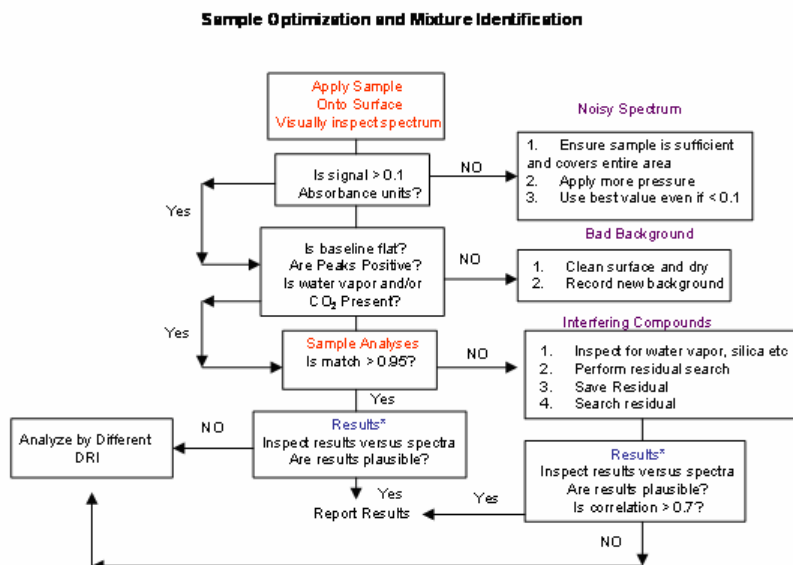 Sample Optimization and Mixture Identification
Apply Sample
Onto Surface
Visually inspect spectrum
Noisy Spectrum
Is signal > 0.1
Absorbance units?
NO
1. Ensure sample is sufficient
and covers entire area
2. Apply more pressure
3. Use best value even if < 0.1
Yes
Is baseline flat?
Are Peaks Positive?
Is water vapor and/or
CO₂ Present?
NO
Bad Background
1. Clean surface and dry
2. Record new background
Yes
Sample Analyses
Is match > 0.95?
NO
Interfering Compounds
1. Inspect for water vapor, silica etc
2. Perform residual search
3. Save Residual
4. Search residual
Yes
Results*
Inspect results versus spectra
Are results plausible?
NO
Analyze by Different
DRI
Yes
Report Results
Results*
Inspect results versus spectra
Are results plausible?
Is correlation > 0.7?
Yes
NO